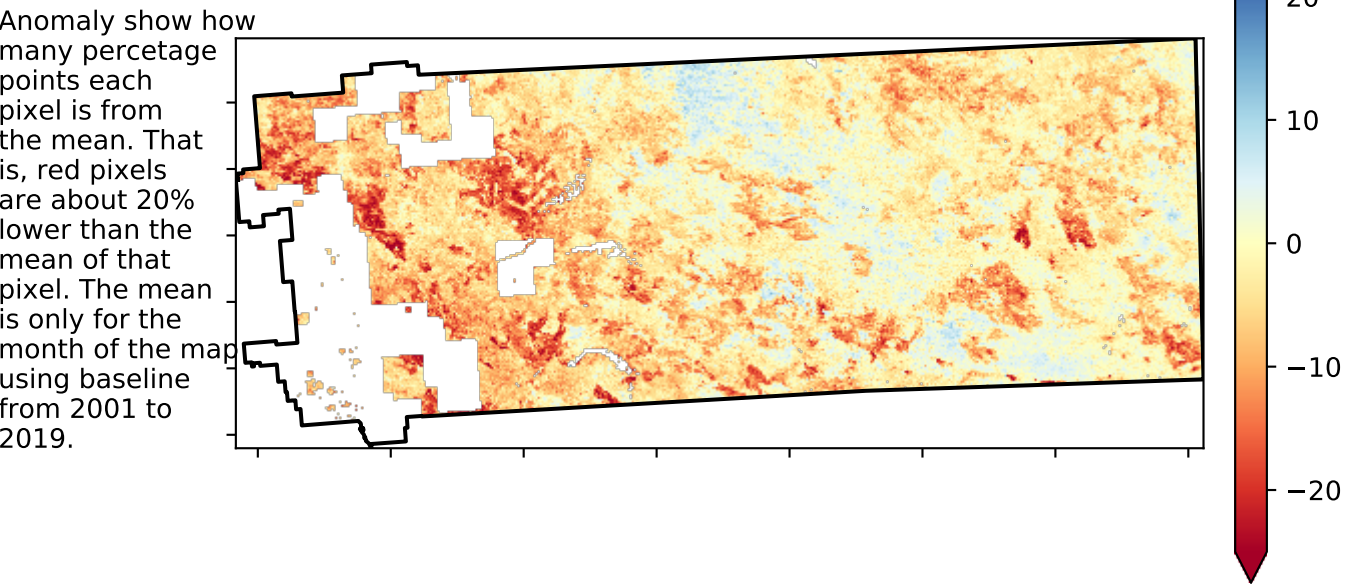 Anomaly show how
many percetage
points each
pixel is from
the mean. That
is, red pixels
are about 20%
lower than the
mean of that
pixel. The mean
is only for the
month of the map
using baseline
from 2001 to
2019.
20
10
0
−10
−20